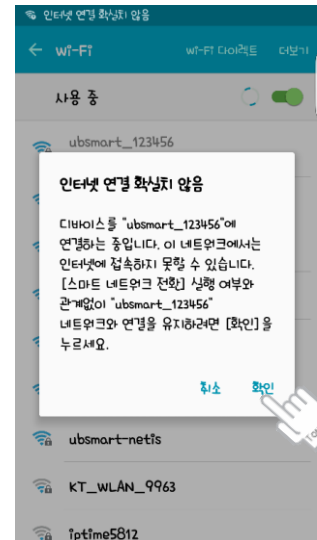 인터넷 연결 확실치 않음
← Wi-Fi Wi-Fi 다이렉트 더보기
사용 중
ubsmart_123456
인터넷 연결 확실치 않음
디바이스를 "ubsmart_123456"에
연결하는 중입니다. 이 네트워크에서는
인터넷에 접속하지 못할 수 있습니다.
[스마트 네트워크 전환] 실행 여부와
관계없이 "ubsmart_123456"
네트워크와 연결을 유지하려면 [확인]을
누르세요.
취소 확인
ubsmart-netis
KT_WLAN_9963
iptime5812